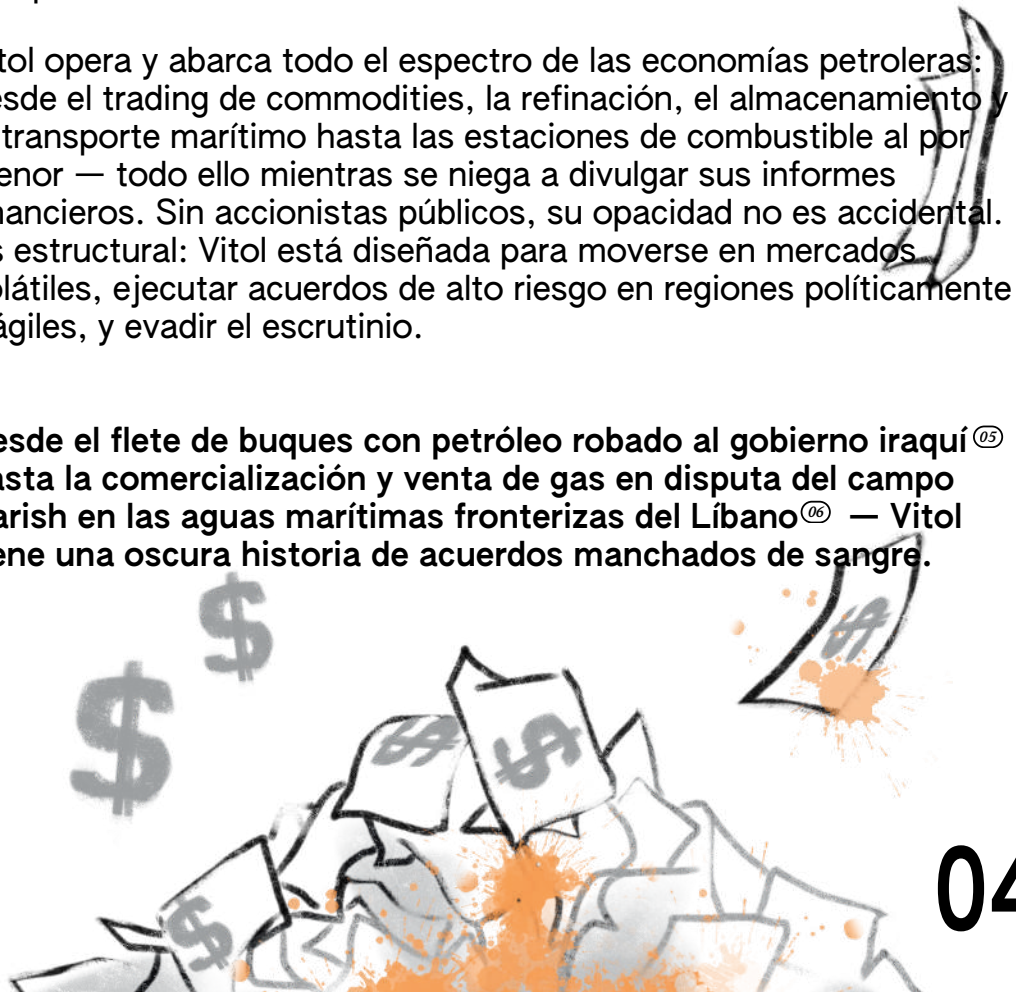 tol opera y abarca todo el espectro de las economías petroleras:
esde el trading de commodities, la refinación, el almacenamiento y
transporte marítimo hasta las estaciones de combustible al por
enor — todo ello mientras se niega a divulgar sus informes
nancieros. Sin accionistas públicos, su opacidad no es accidental.
s estructural: Vitol está diseñada para moverse en mercados
olátiles, ejecutar acuerdos de alto riesgo en regiones políticamente
ágiles, y evadir el escrutinio.
esde el flete de buques con petróleo robado al gobierno iraquí 05
asta la comercialización y venta de gas en disputa del campo
arish en las aguas marítimas fronterizas del Líbano 06 — Vitol
ene una oscura historia de acuerdos manchados de sangre.
$
$
$
$
$
$
04